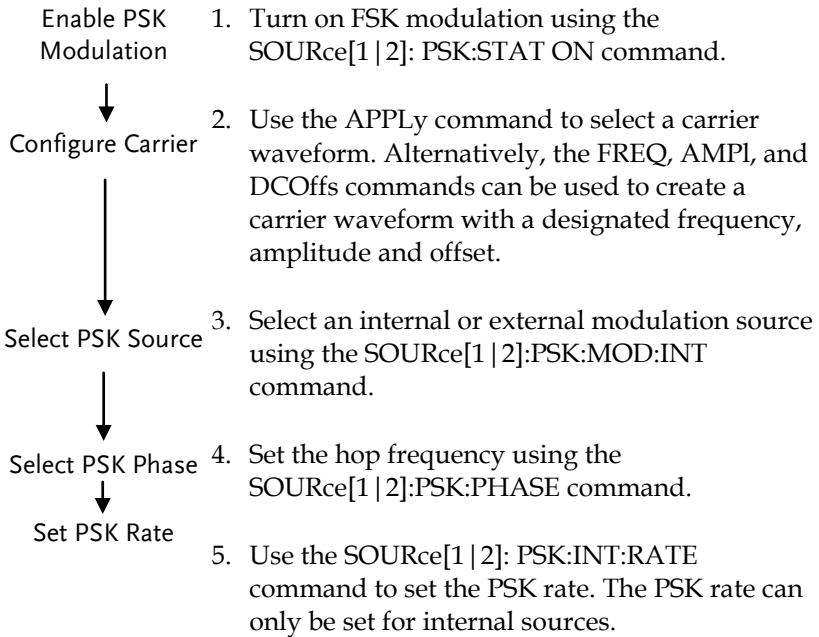 Enable PSK
Modulation
1. Turn on FSK modulation using the
SOURce[1|2]: PSK:STAT ON command.
Configure Carrier
2. Use the APPLy command to select a carrier
waveform. Alternatively, the FREQ, AMPl, and
DCOffs commands can be used to create a
carrier waveform with a designated frequency,
amplitude and offset.
Select PSK Source
3. Select an internal or external modulation source
using the SOURce[1|2]:PSK:MOD:INT
command.
Select PSK Phase
4. Set the hop frequency using the
SOURce[1|2]:PSK:PHASE command.
Set PSK Rate
5. Use the SOURce[1|2]: PSK:INT:RATE
command to set the PSK rate. The PSK rate can
only be set for internal sources.